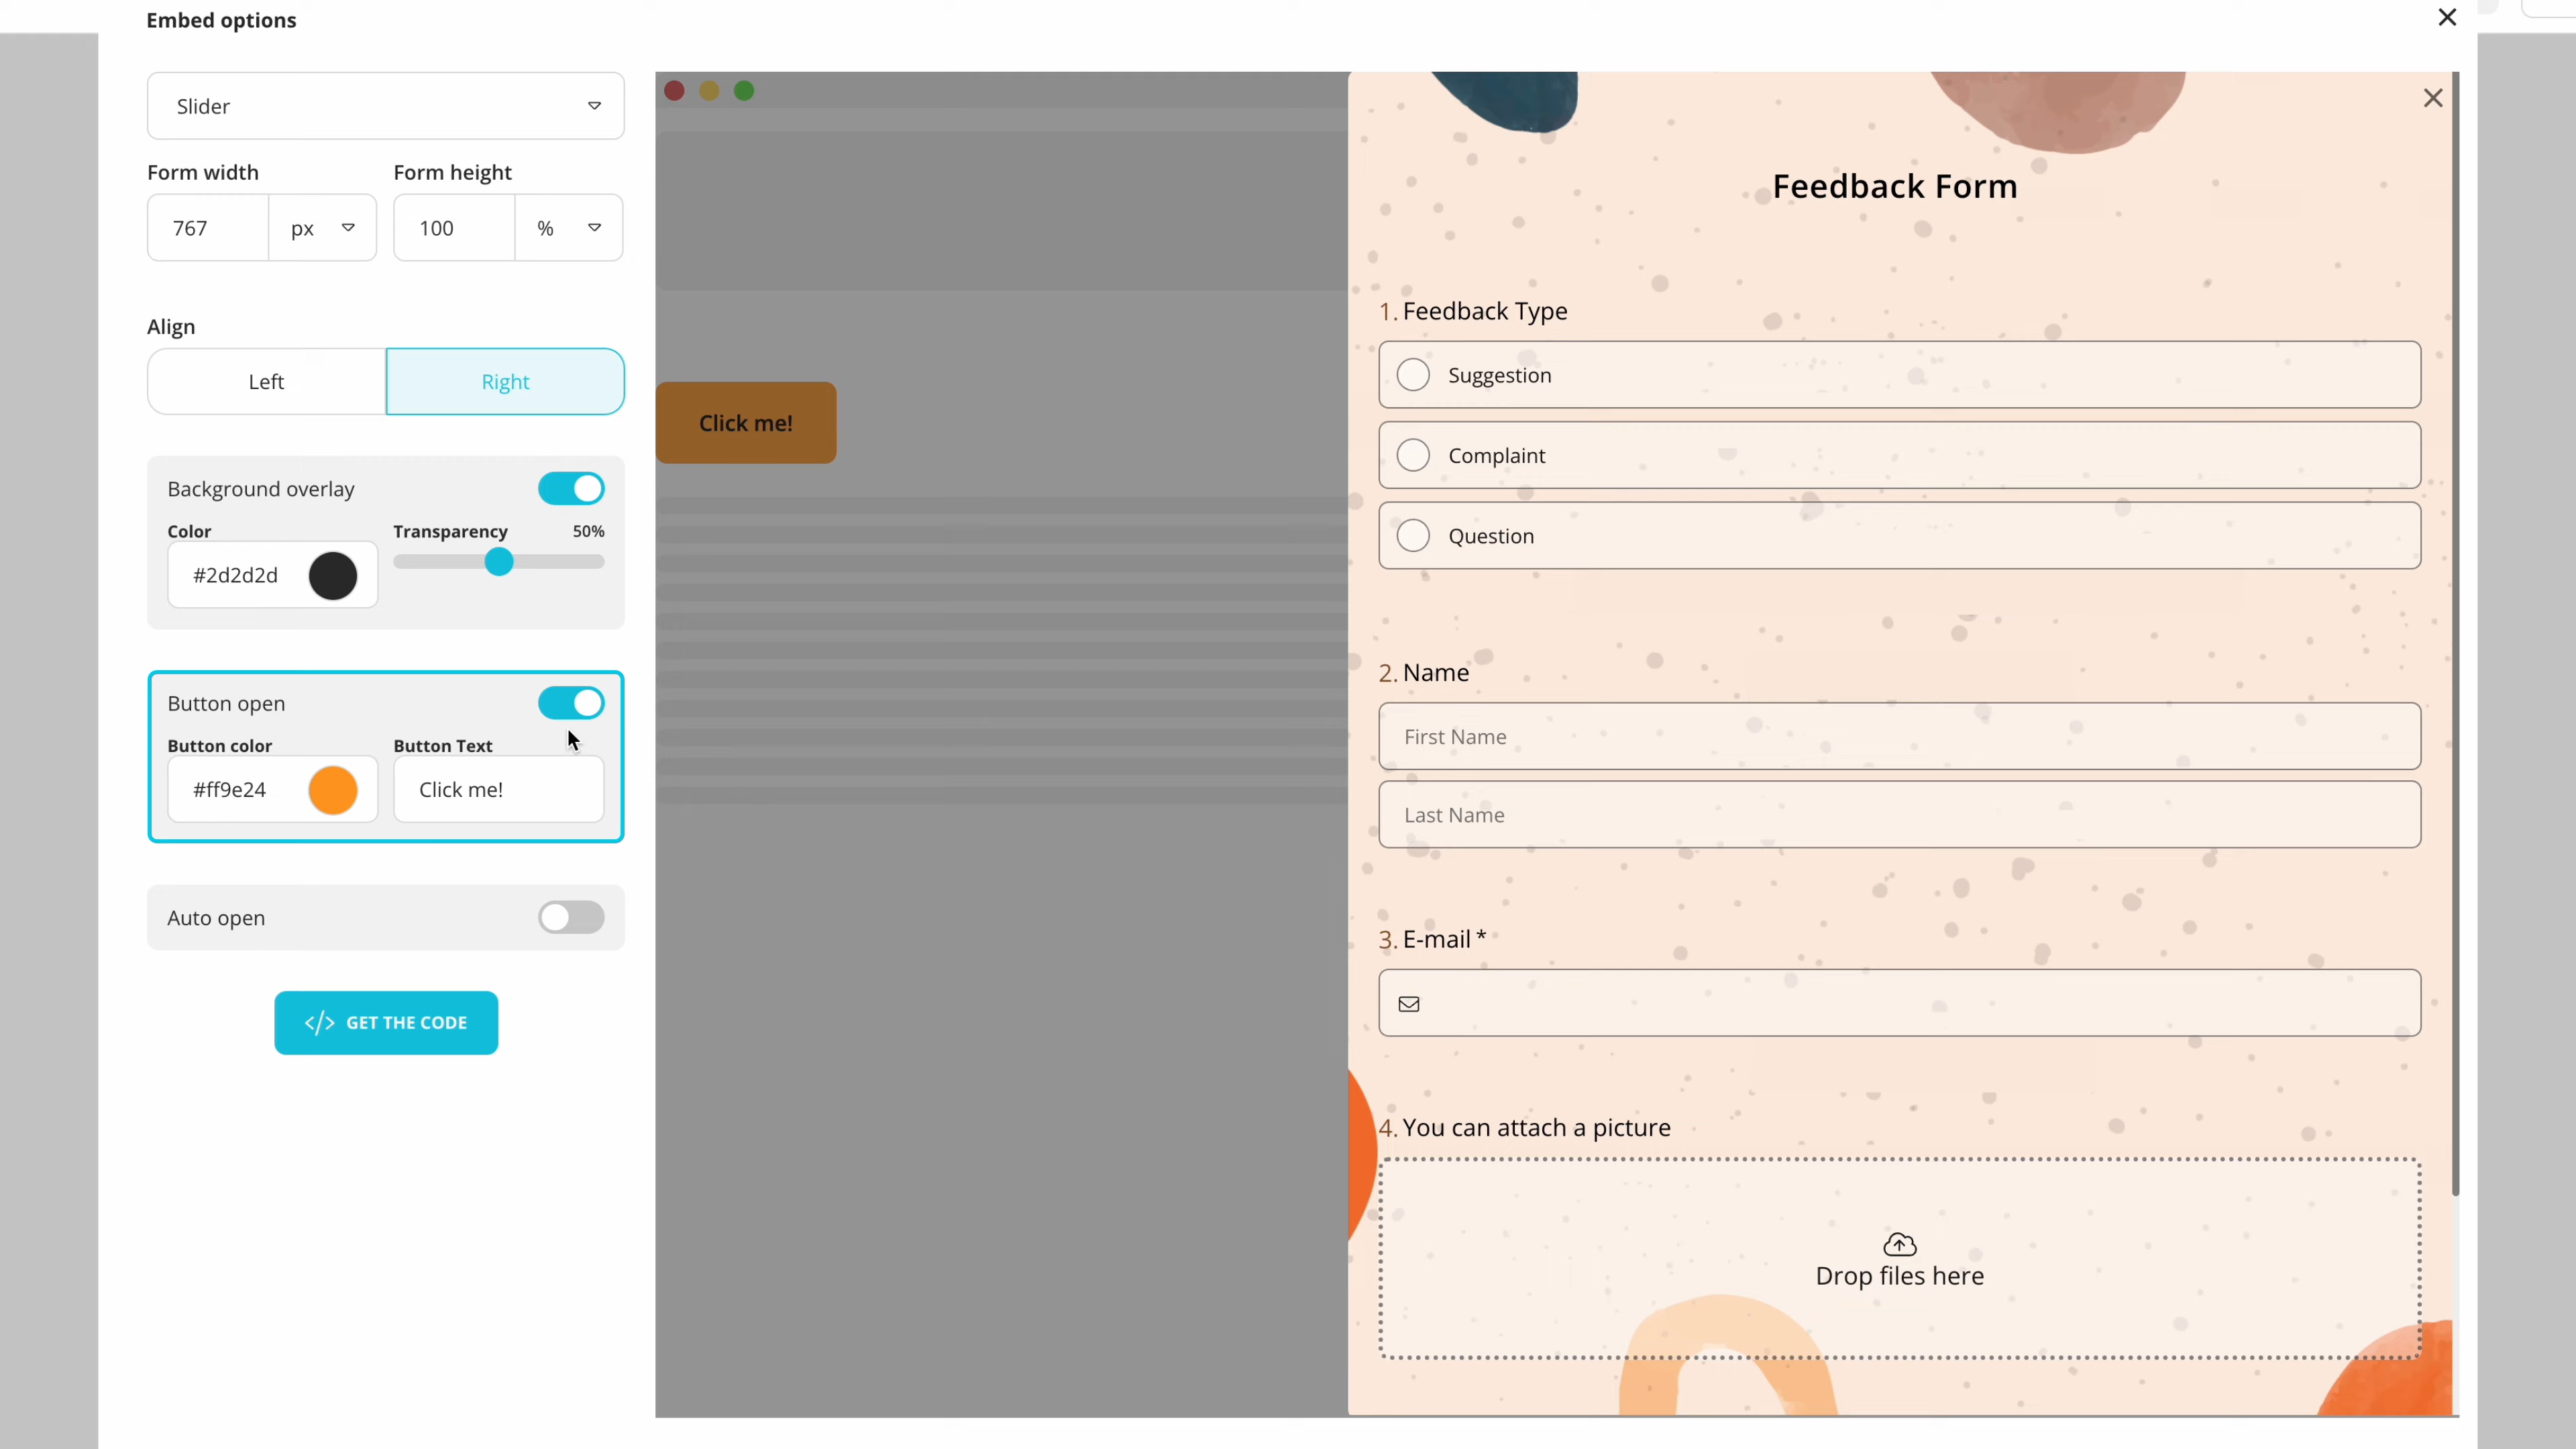 Embed options
Slider
Form width
Form height
767
px
100
%
Align
Left
Right
Background overlay
Color
Transparency
50%
#2d2d2d
Button open
Button color
Button Text
#ff9e24
Click me!
Auto open
</> GET THE CODE
Click me!
Feedback Form
1. Feedback Type
Suggestion
Complaint
Question
2. Name
First Name
Last Name
3. E-mail *
4. You can attach a picture
Drop files here